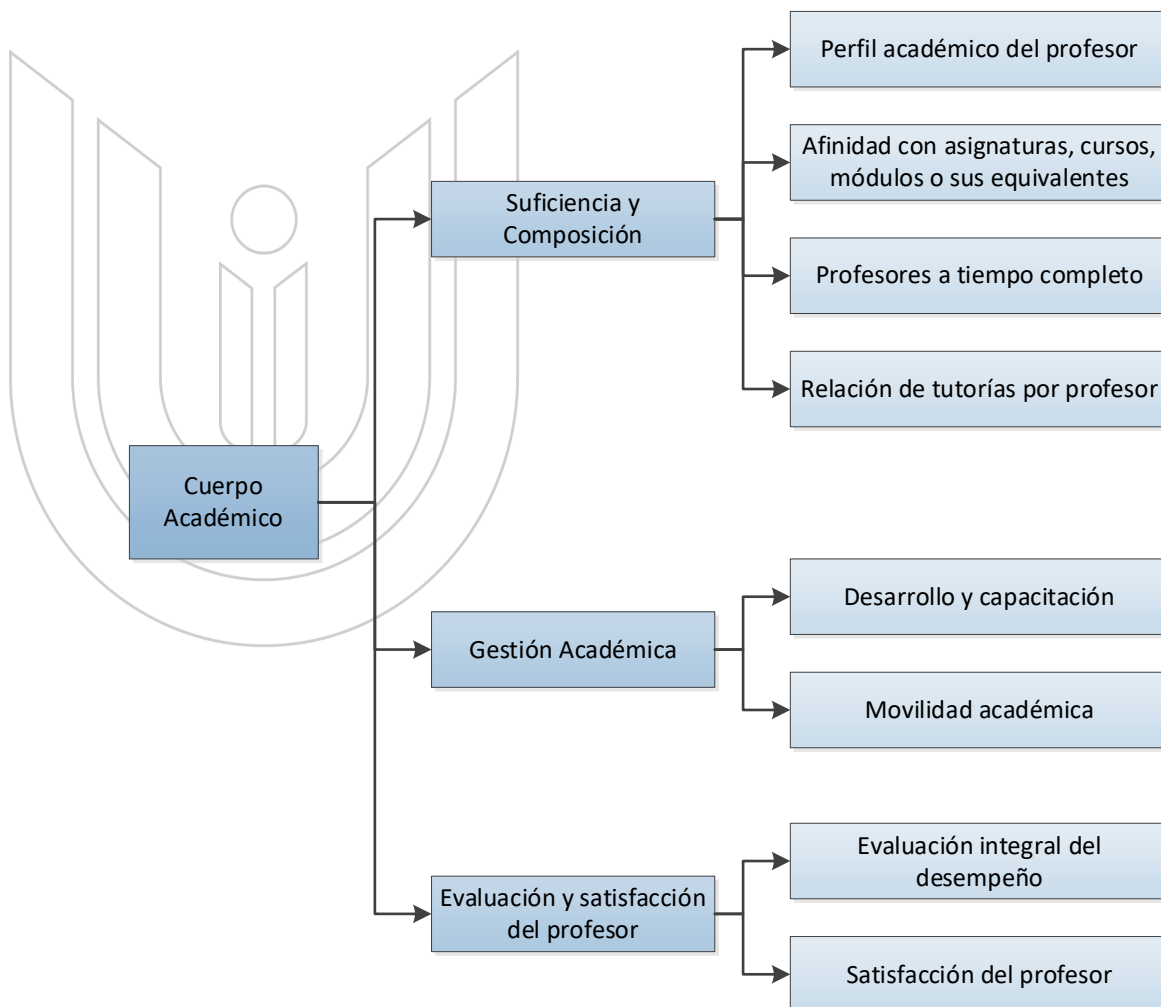 Perfil académico del profesor
Afinidad con asignaturas, cursos,
módulos o sus equivalentes
Suficiencia y
Composición
Profesores a tiempo completo
Relación de tutorías por profesor
Cuerpo
Académico
Desarrollo y capacitación
Gestión Académica
Movilidad académica
Evaluación integral del
desempeño
Evaluación y satisfacción
del profesor
Satisfacción del profesor